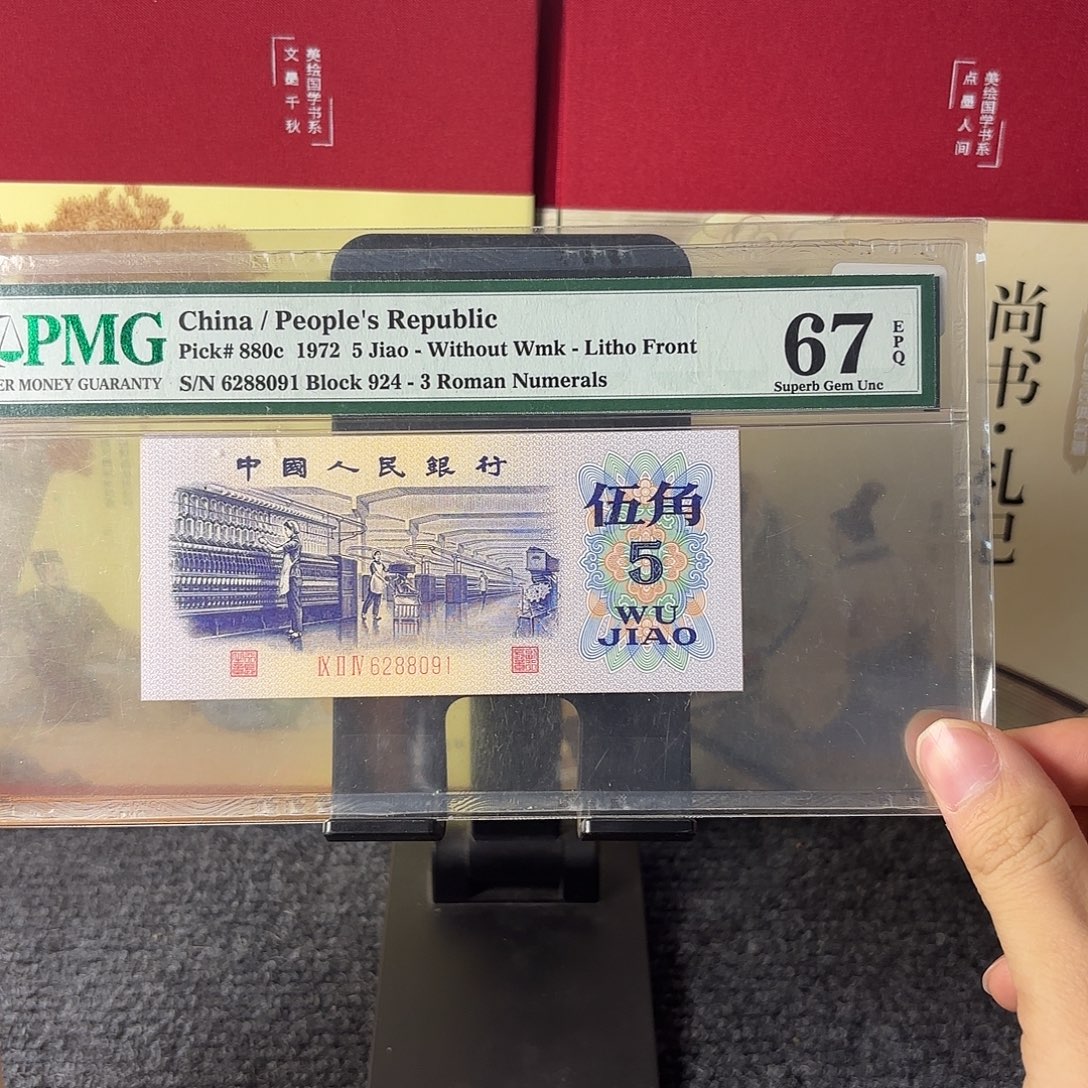 美绘国学书系
文墨千秋
美绘国学书系
点墨人间
PMG
ER MONEY GUARANTY
China / People's Republic
Pick# 880c 1972 5 Jiao - Without Wmk - Litho Front
S/N 6288091 Block 924 - 3 Roman Numerals
67
EPQ
Superb Gem Unc
尚书·礼记
中國人民銀行
伍角
5
WU
JIAO
IX II IV 6288091